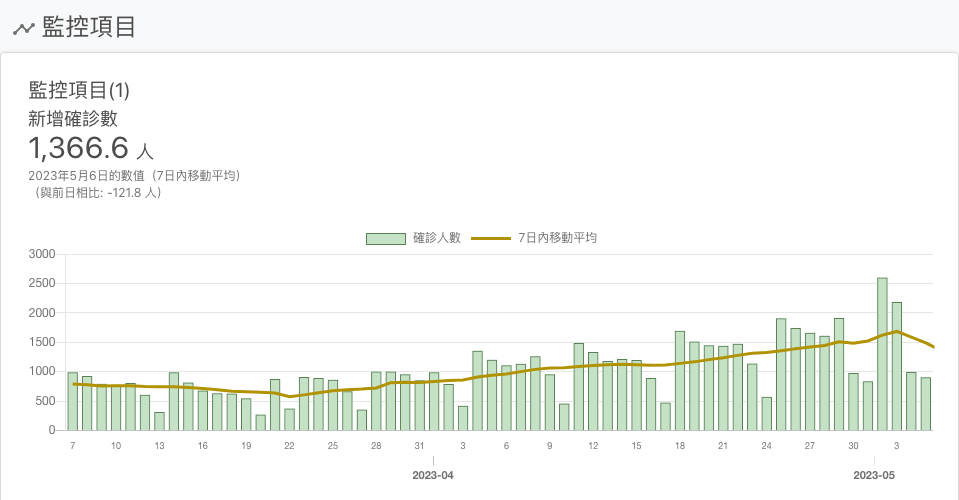 監控項目
監控項目(1)
新增確診數
1,366.6 人
2023年5月6日的數值（7日內移動平均）
（與前日相比: -121.8 人）
確診人數 7日內移動平均
3000
2500
2000
1500
1000
500
0
7 10 13 16 19 22 25 28 31 3 6 9 12 15 18 21 24 27 30 3
2023-04 2023-05